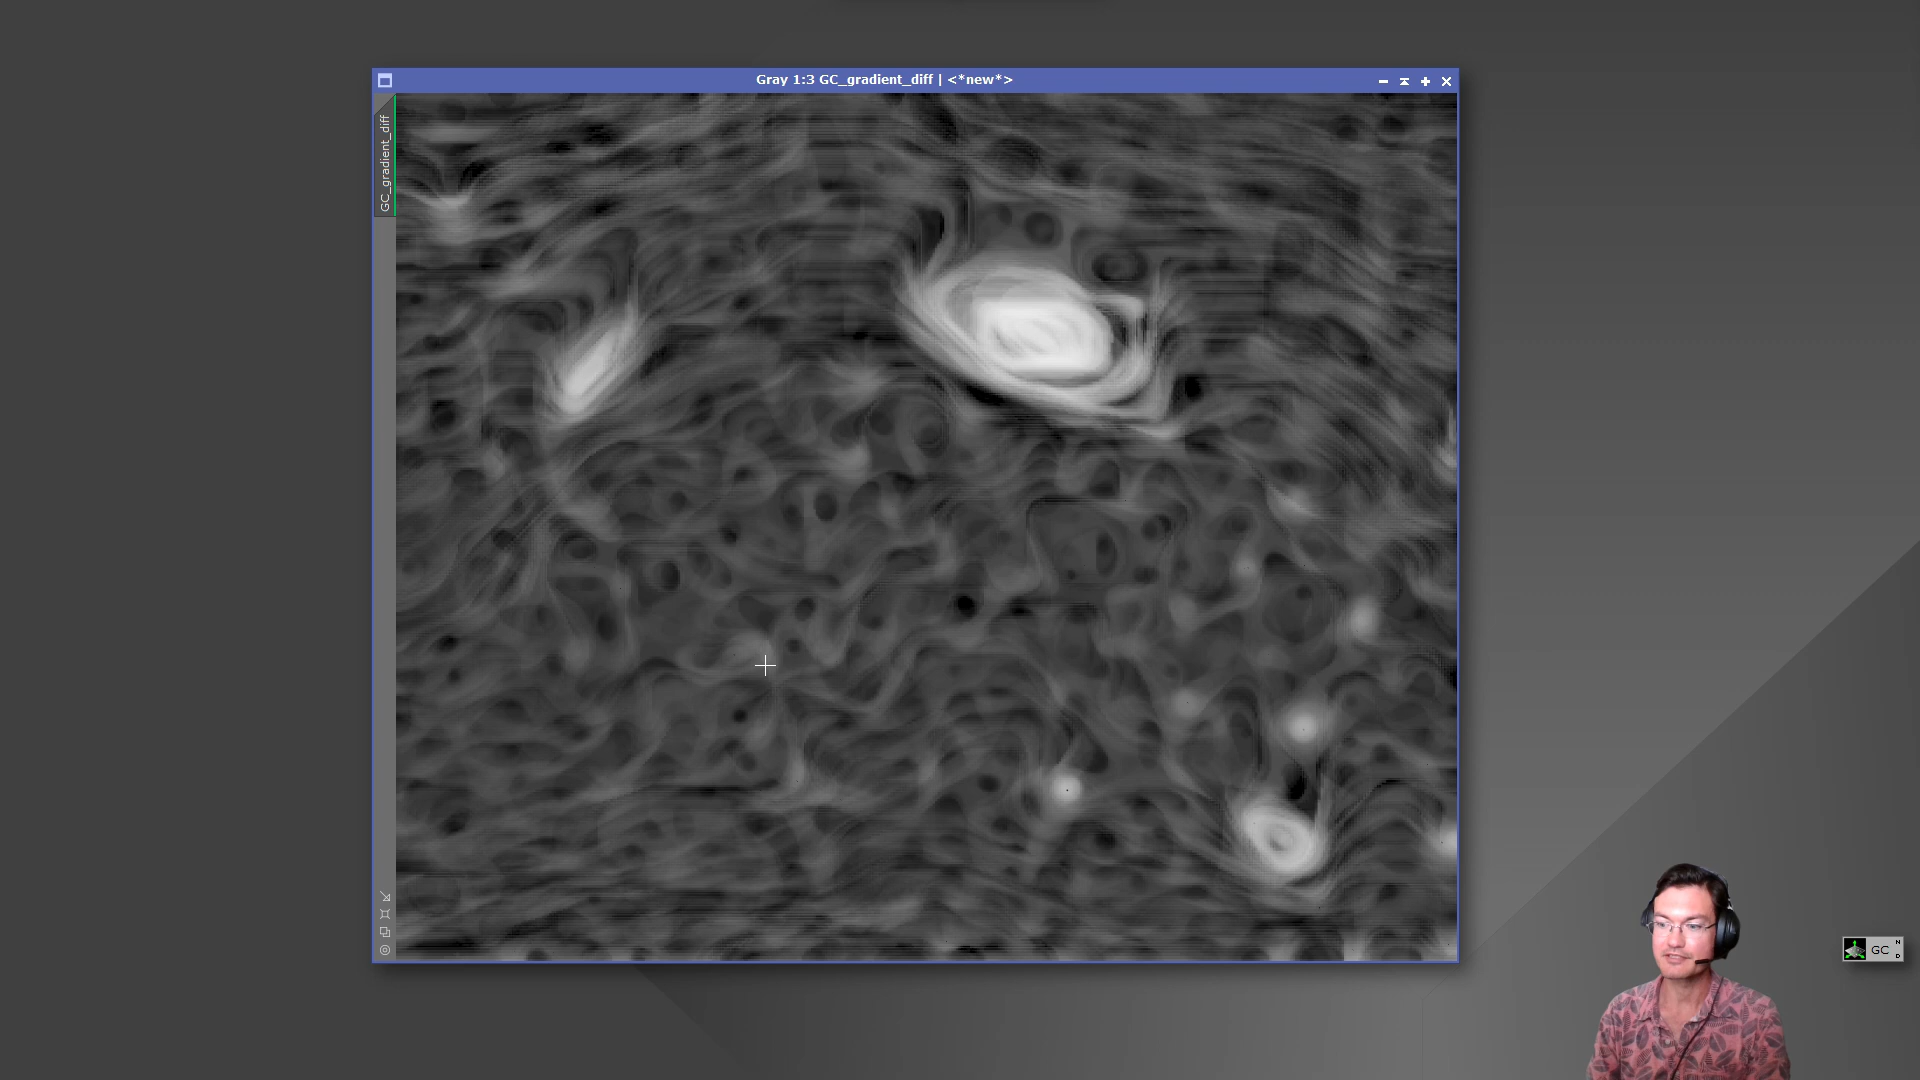 Gray 1:3 GC_gradient_diff | <*new*>
GC_gradient_diff
GC
N
D